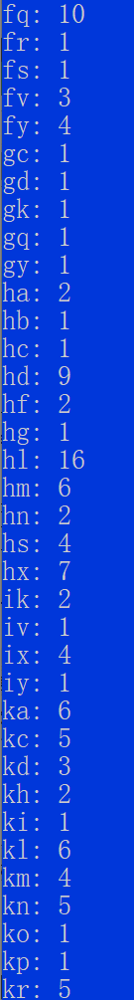 fq: 10
fr: 1
fs: 1
fv: 3
fy: 4
gc: 1
gd: 1
gk: 1
gq: 1
gy: 1
ha: 2
hb: 1
hc: 1
hd: 9
hf: 2
hg: 1
hl: 16
hm: 6
hn: 2
hs: 4
hx: 7
ik: 2
iv: 1
ix: 4
iy: 1
ka: 6
kc: 5
kd: 3
kh: 2
ki: 1
kl: 6
km: 4
kn: 5
ko: 1
kp: 1
kr: 5